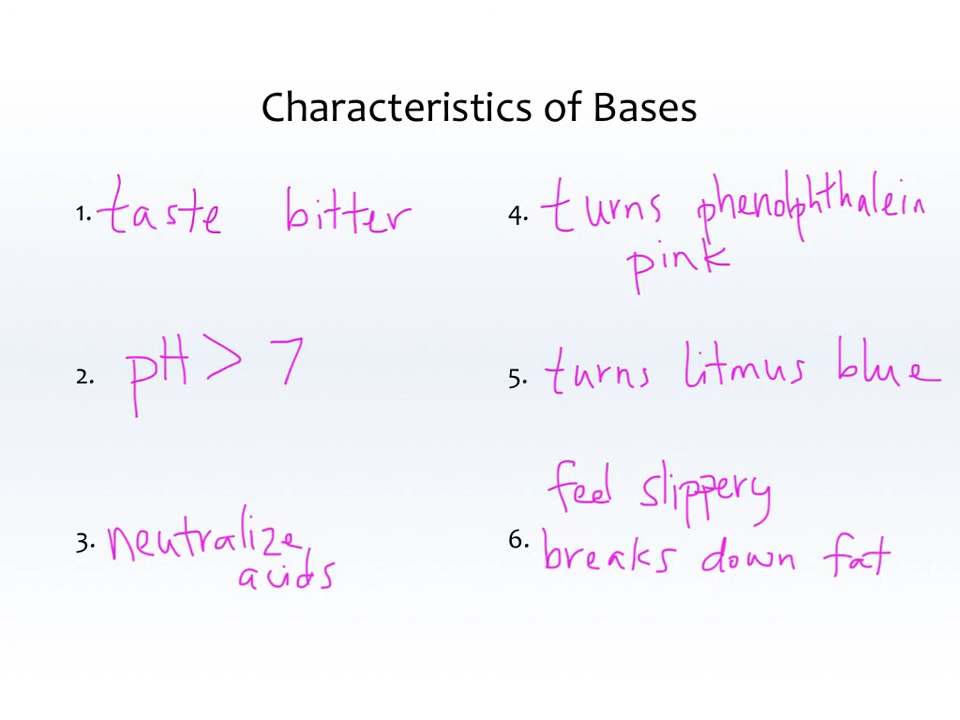 Characteristics of Bases
1. taste bitter
2. pH > 7
3. neutralize
acids
4. turns phenolphthalein
pink
5. turns litmus blue
feel slippery
6. breaks down fat